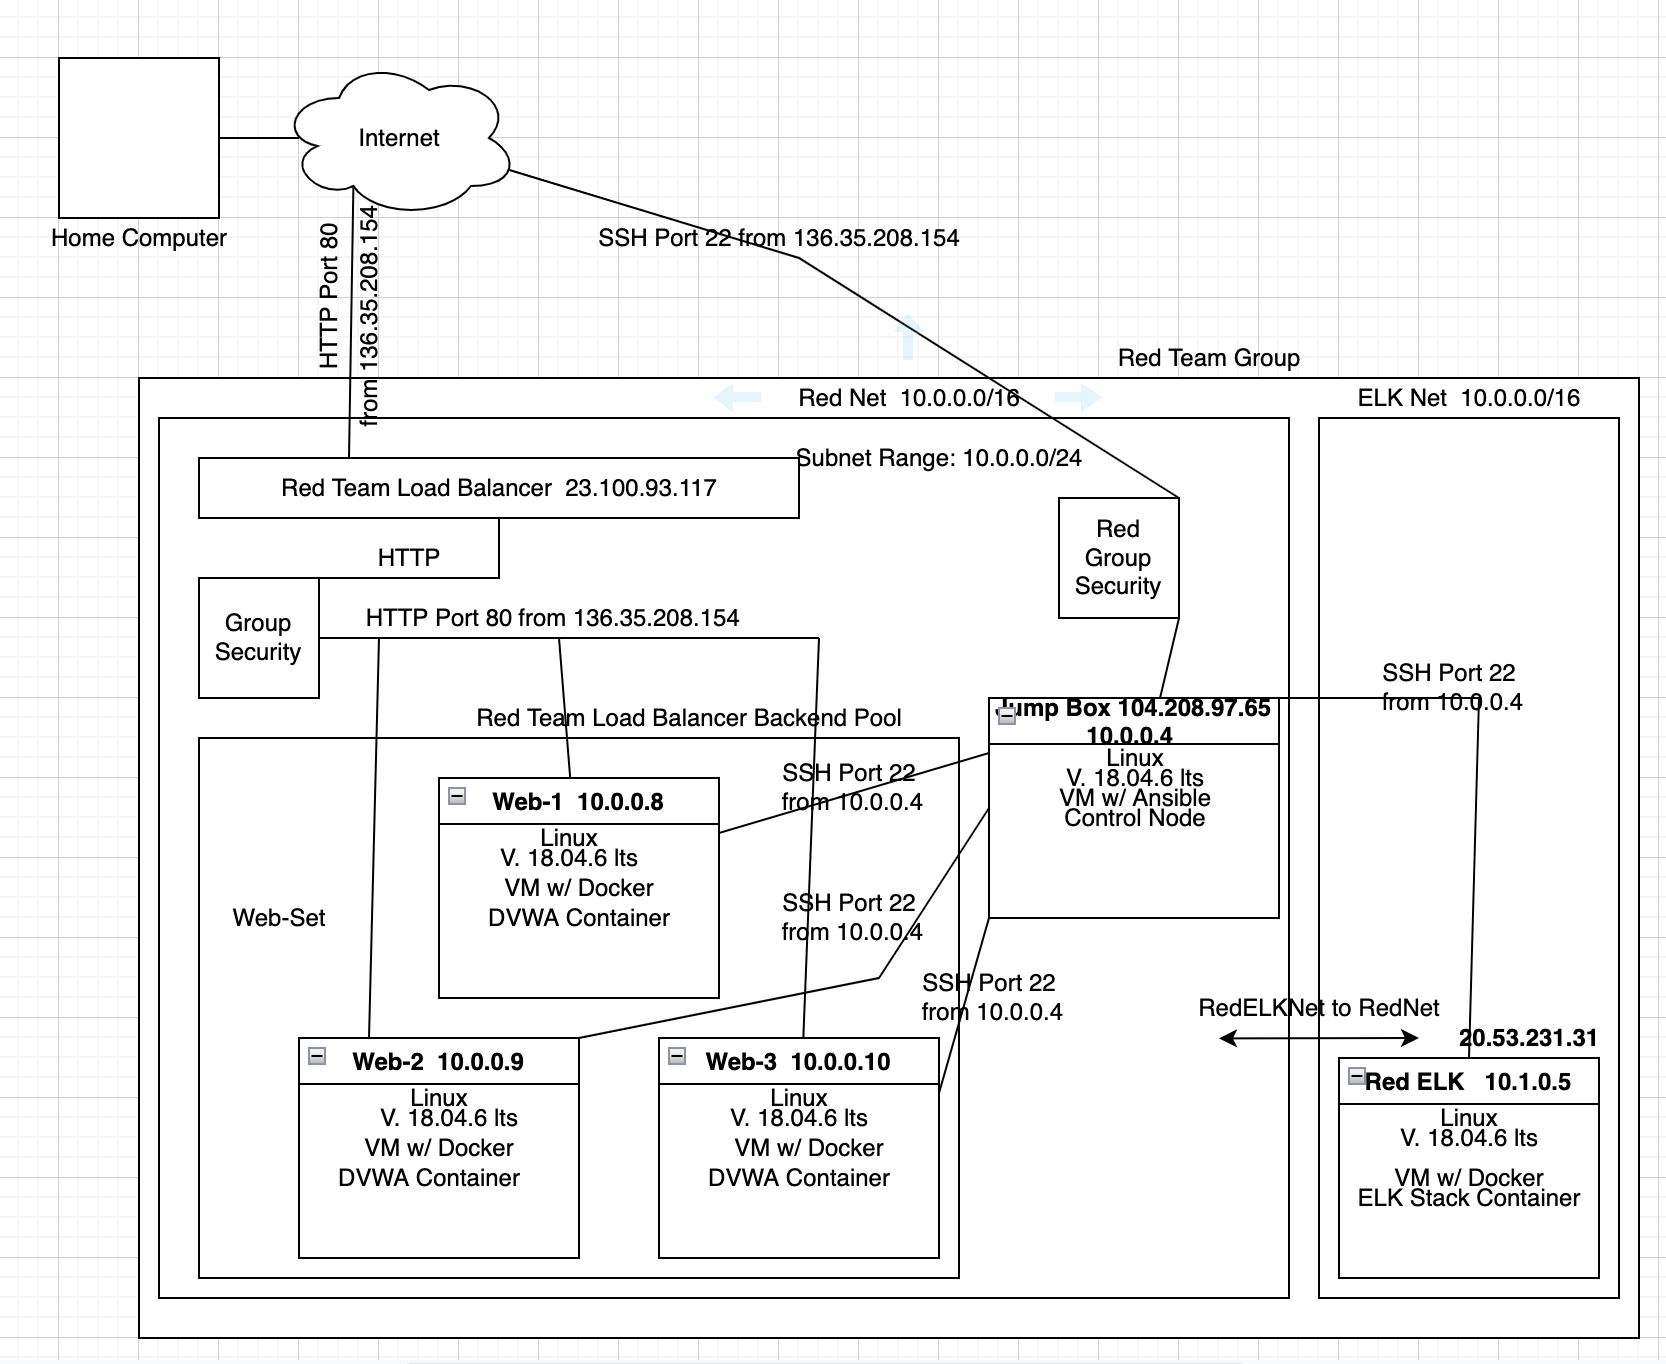 Internet
Home Computer
HTTP Port 80
from 136.35.208.154
SSH Port 22 from 136.35.208.154
Red Team Group
Red Net  10.0.0.0/16
ELK Net  10.0.0.0/16
Subnet Range: 10.0.0.0/24
Red Team Load Balancer  23.100.93.117
Red
Group
Security
HTTP
Group
Security
HTTP Port 80 from 136.35.208.154
SSH Port 22
from 10.0.0.4
Red Team Load Balancer Backend Pool
Jump Box 104.208.97.65
10.0.0.4
Linux
V. 18.04.6 lts
VM w/ Ansible
Control Node
SSH Port 22
from 10.0.0.4
Web-1  10.0.0.8
Linux
V. 18.04.6 lts
VM w/ Docker
DVWA Container
Web-Set
SSH Port 22
from 10.0.0.4
SSH Port 22
from 10.0.0.4
RedELKNet to RedNet
20.53.231.31
Web-2  10.0.0.9
Linux
V. 18.04.6 lts
VM w/ Docker
DVWA Container
Web-3  10.0.0.10
Linux
V. 18.04.6 lts
VM w/ Docker
DVWA Container
Red ELK   10.1.0.5
Linux
V. 18.04.6 lts
VM w/ Docker
ELK Stack Container